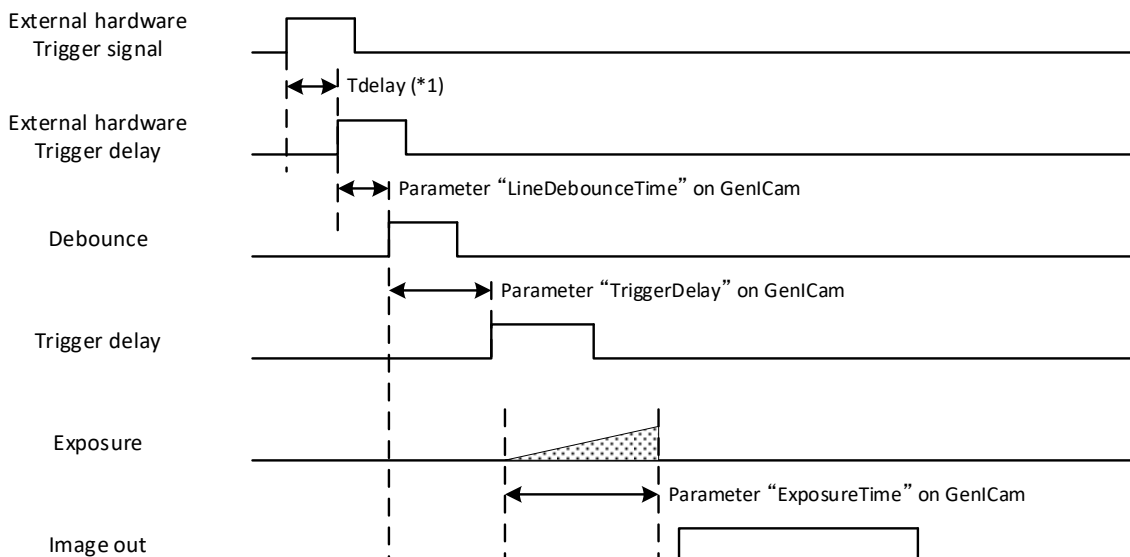 External hardware
Trigger signal
Tdelay (*1)
External hardware
Trigger delay
Parameter “LineDebounceTime” on GenICam
Debounce
Parameter “TriggerDelay” on GenICam
Trigger delay
Exposure
Parameter “ExposureTime” on GenICam
Image out